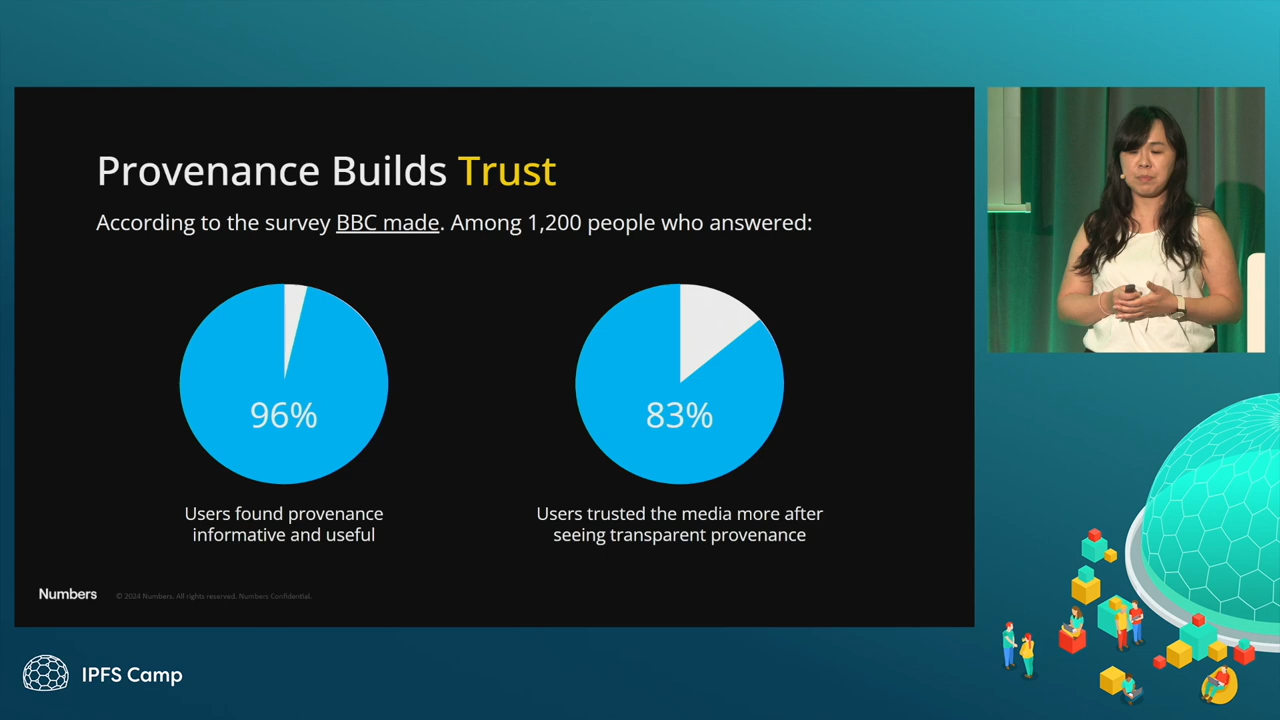 Provenance Builds Trust
According to the survey BBC made. Among 1,200 people who answered:
96%
83%
Users found provenance
informative and useful
Users trusted the media more after
seeing transparent provenance
Numbers
© 2024 Numbers. All rights reserved. Numbers Confidential.
IPFS Camp